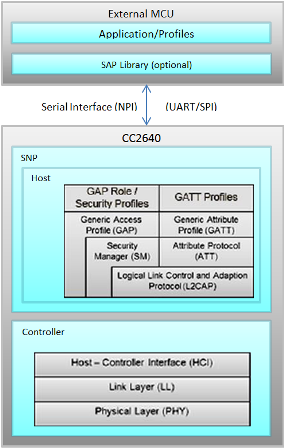 External MCU
Application/Profiles
SAP Library (optional)
Serial Interface (NPI) (UART/SPI)
CC2640
SNP
Host
GAP Role /
Security Profiles
GATT Profiles
Generic Access
Profile (GAP)
Generic Attribute
Profile (GATT)
Security
Manager (SM)
Attribute Protocol
(ATT)
Logical Link Control and Adaption
Protocol (L2CAP)
Controller
Host – Controller Interface (HCI)
Link Layer (LL)
Physical Layer (PHY)